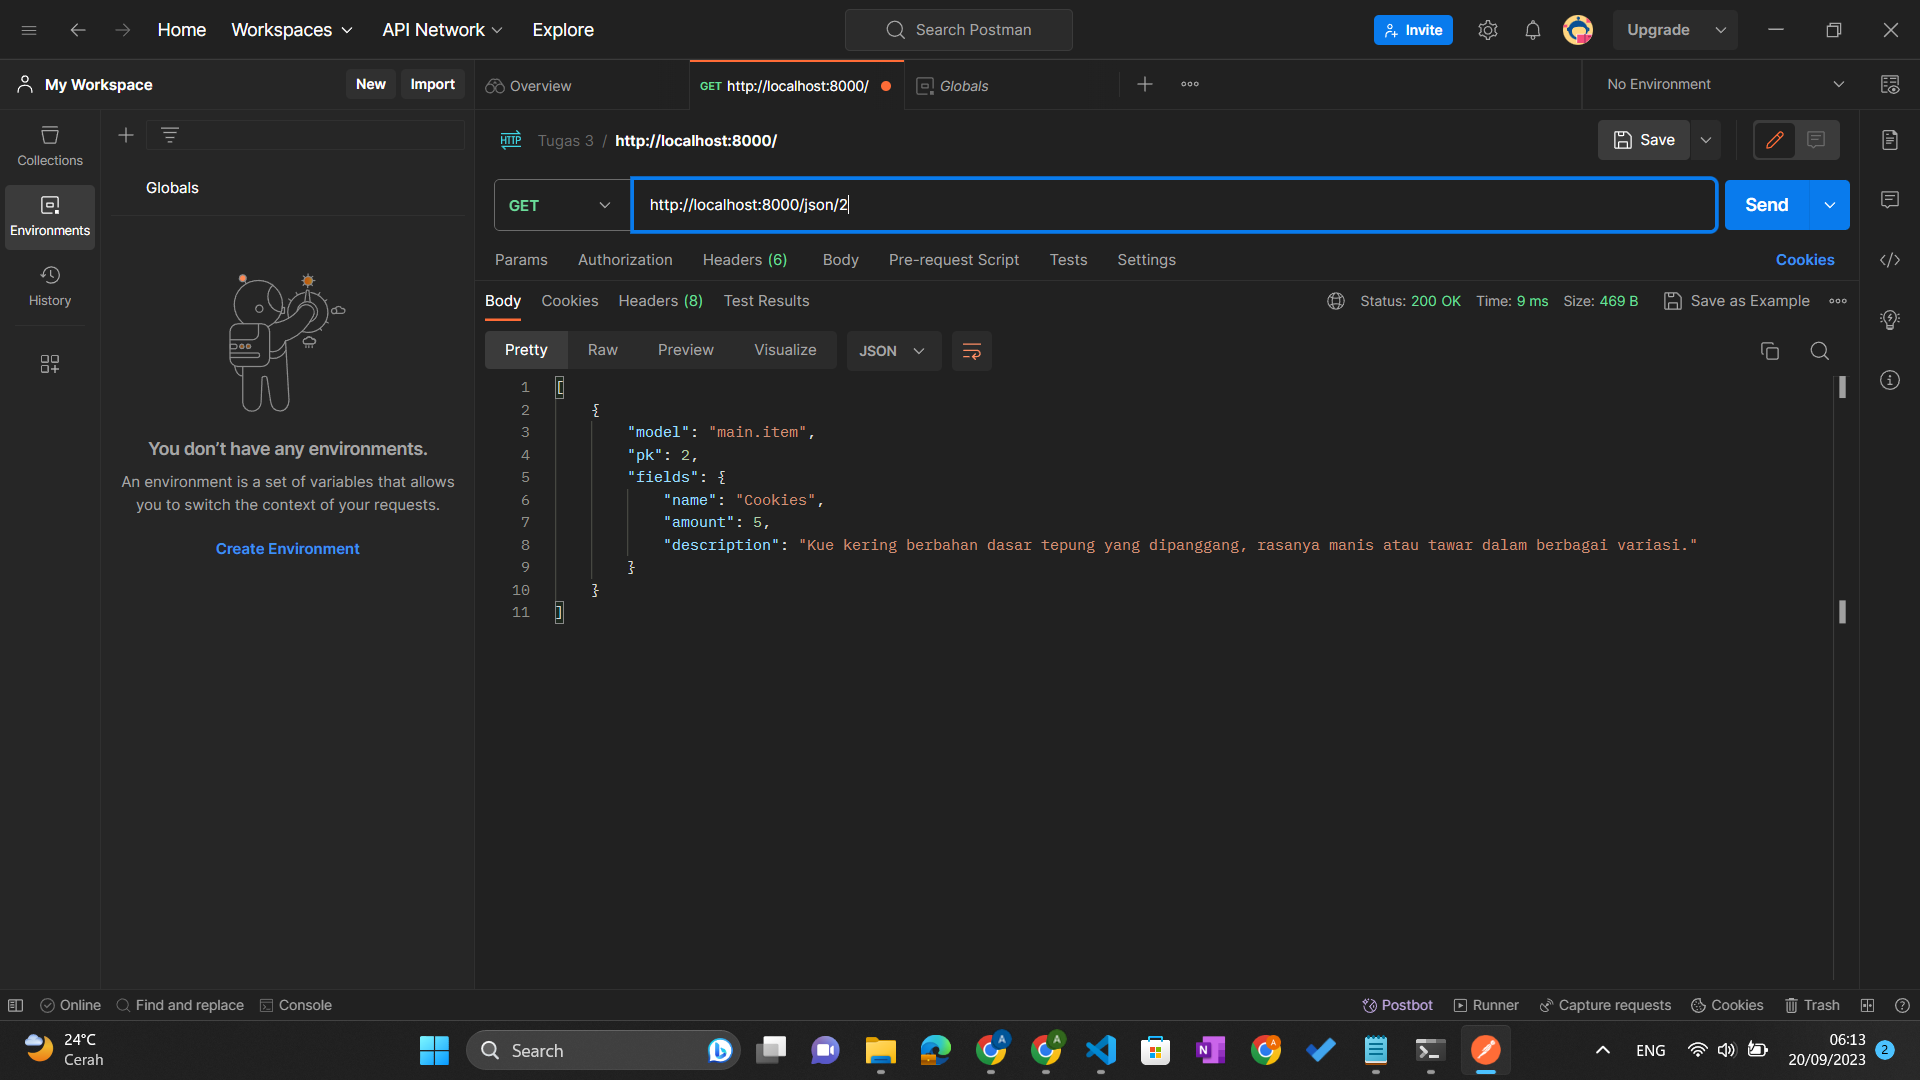 Home Workspaces API Network Explore Search Postman Invite Upgrade
My Workspace New Import Overview GET http://localhost:8000/ Globals No Environment
Collections
Environments
History
Globals
You don’t have any environments.
An environment is a set of variables that allows
you to switch the context of your requests.
Create Environment
HTTP Tugas 3 / http://localhost:8000/ Save
GET http://localhost:8000/json/2 Send
Params Authorization Headers (6) Body Pre-request Script Tests Settings Cookies
Body Cookies Headers (8) Test Results Status: 200 OK Time: 9 ms Size: 469 B Save as Example
Pretty Raw Preview Visualize JSON
1 [
2 {
3 "model": "main.item",
4 "pk": 2,
5 "fields": {
6 "name": "Cookies",
7 "amount": 5,
8 "description": "Kue kering berbahan dasar tepung yang dipanggang, rasanya manis atau tawar dalam berbagai variasi."
9 }
10 }
11 ]
Online Find and replace Console Postbot Runner Capture requests Cookies Trash
24°C
Cerah
Search
ENG
06:13
20/09/2023
2